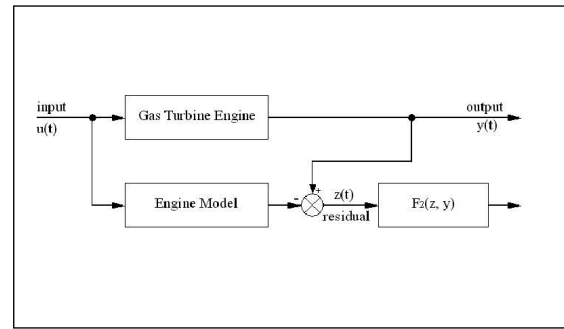 input
u(t)
Gas Turbine Engine
output
y(t)
Engine Model
-
+
z(t)
residual
F₂(z, y)